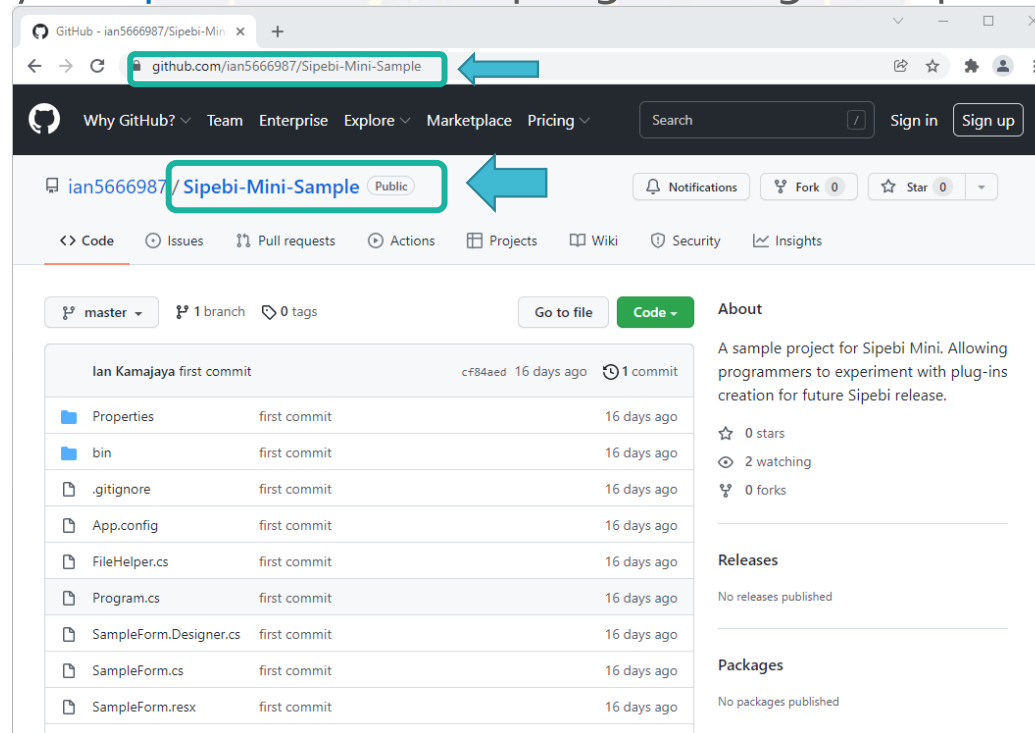 GitHub - ian5666987/Sipebi-Min
github.com/ian5666987/Sipebi-Mini-Sample
Why GitHub? Team Enterprise Explore Marketplace Pricing Search / Sign in Sign up
ian5666987 / Sipebi-Mini-Sample Public Notifications Fork 0 Star 0
Code Issues Pull requests Actions Projects Wiki Security Insights
master 1 branch 0 tags Go to file Code About
A sample project for Sipebi Mini. Allowing
programmers to experiment with plug-ins
creation for future Sipebi release.
Ian Kamajaya first commit cf84aed 16 days ago 1 commit
Properties first commit 16 days ago
0 stars
bin first commit 16 days ago
2 watching
.gitignore first commit 16 days ago
0 forks
App.config first commit 16 days ago
FileHelper.cs first commit 16 days ago
Releases
Program.cs first commit 16 days ago
No releases published
SampleForm.Designer.cs first commit 16 days ago
SampleForm.cs first commit 16 days ago
Packages
SampleForm.resx first commit 16 days ago
No packages published